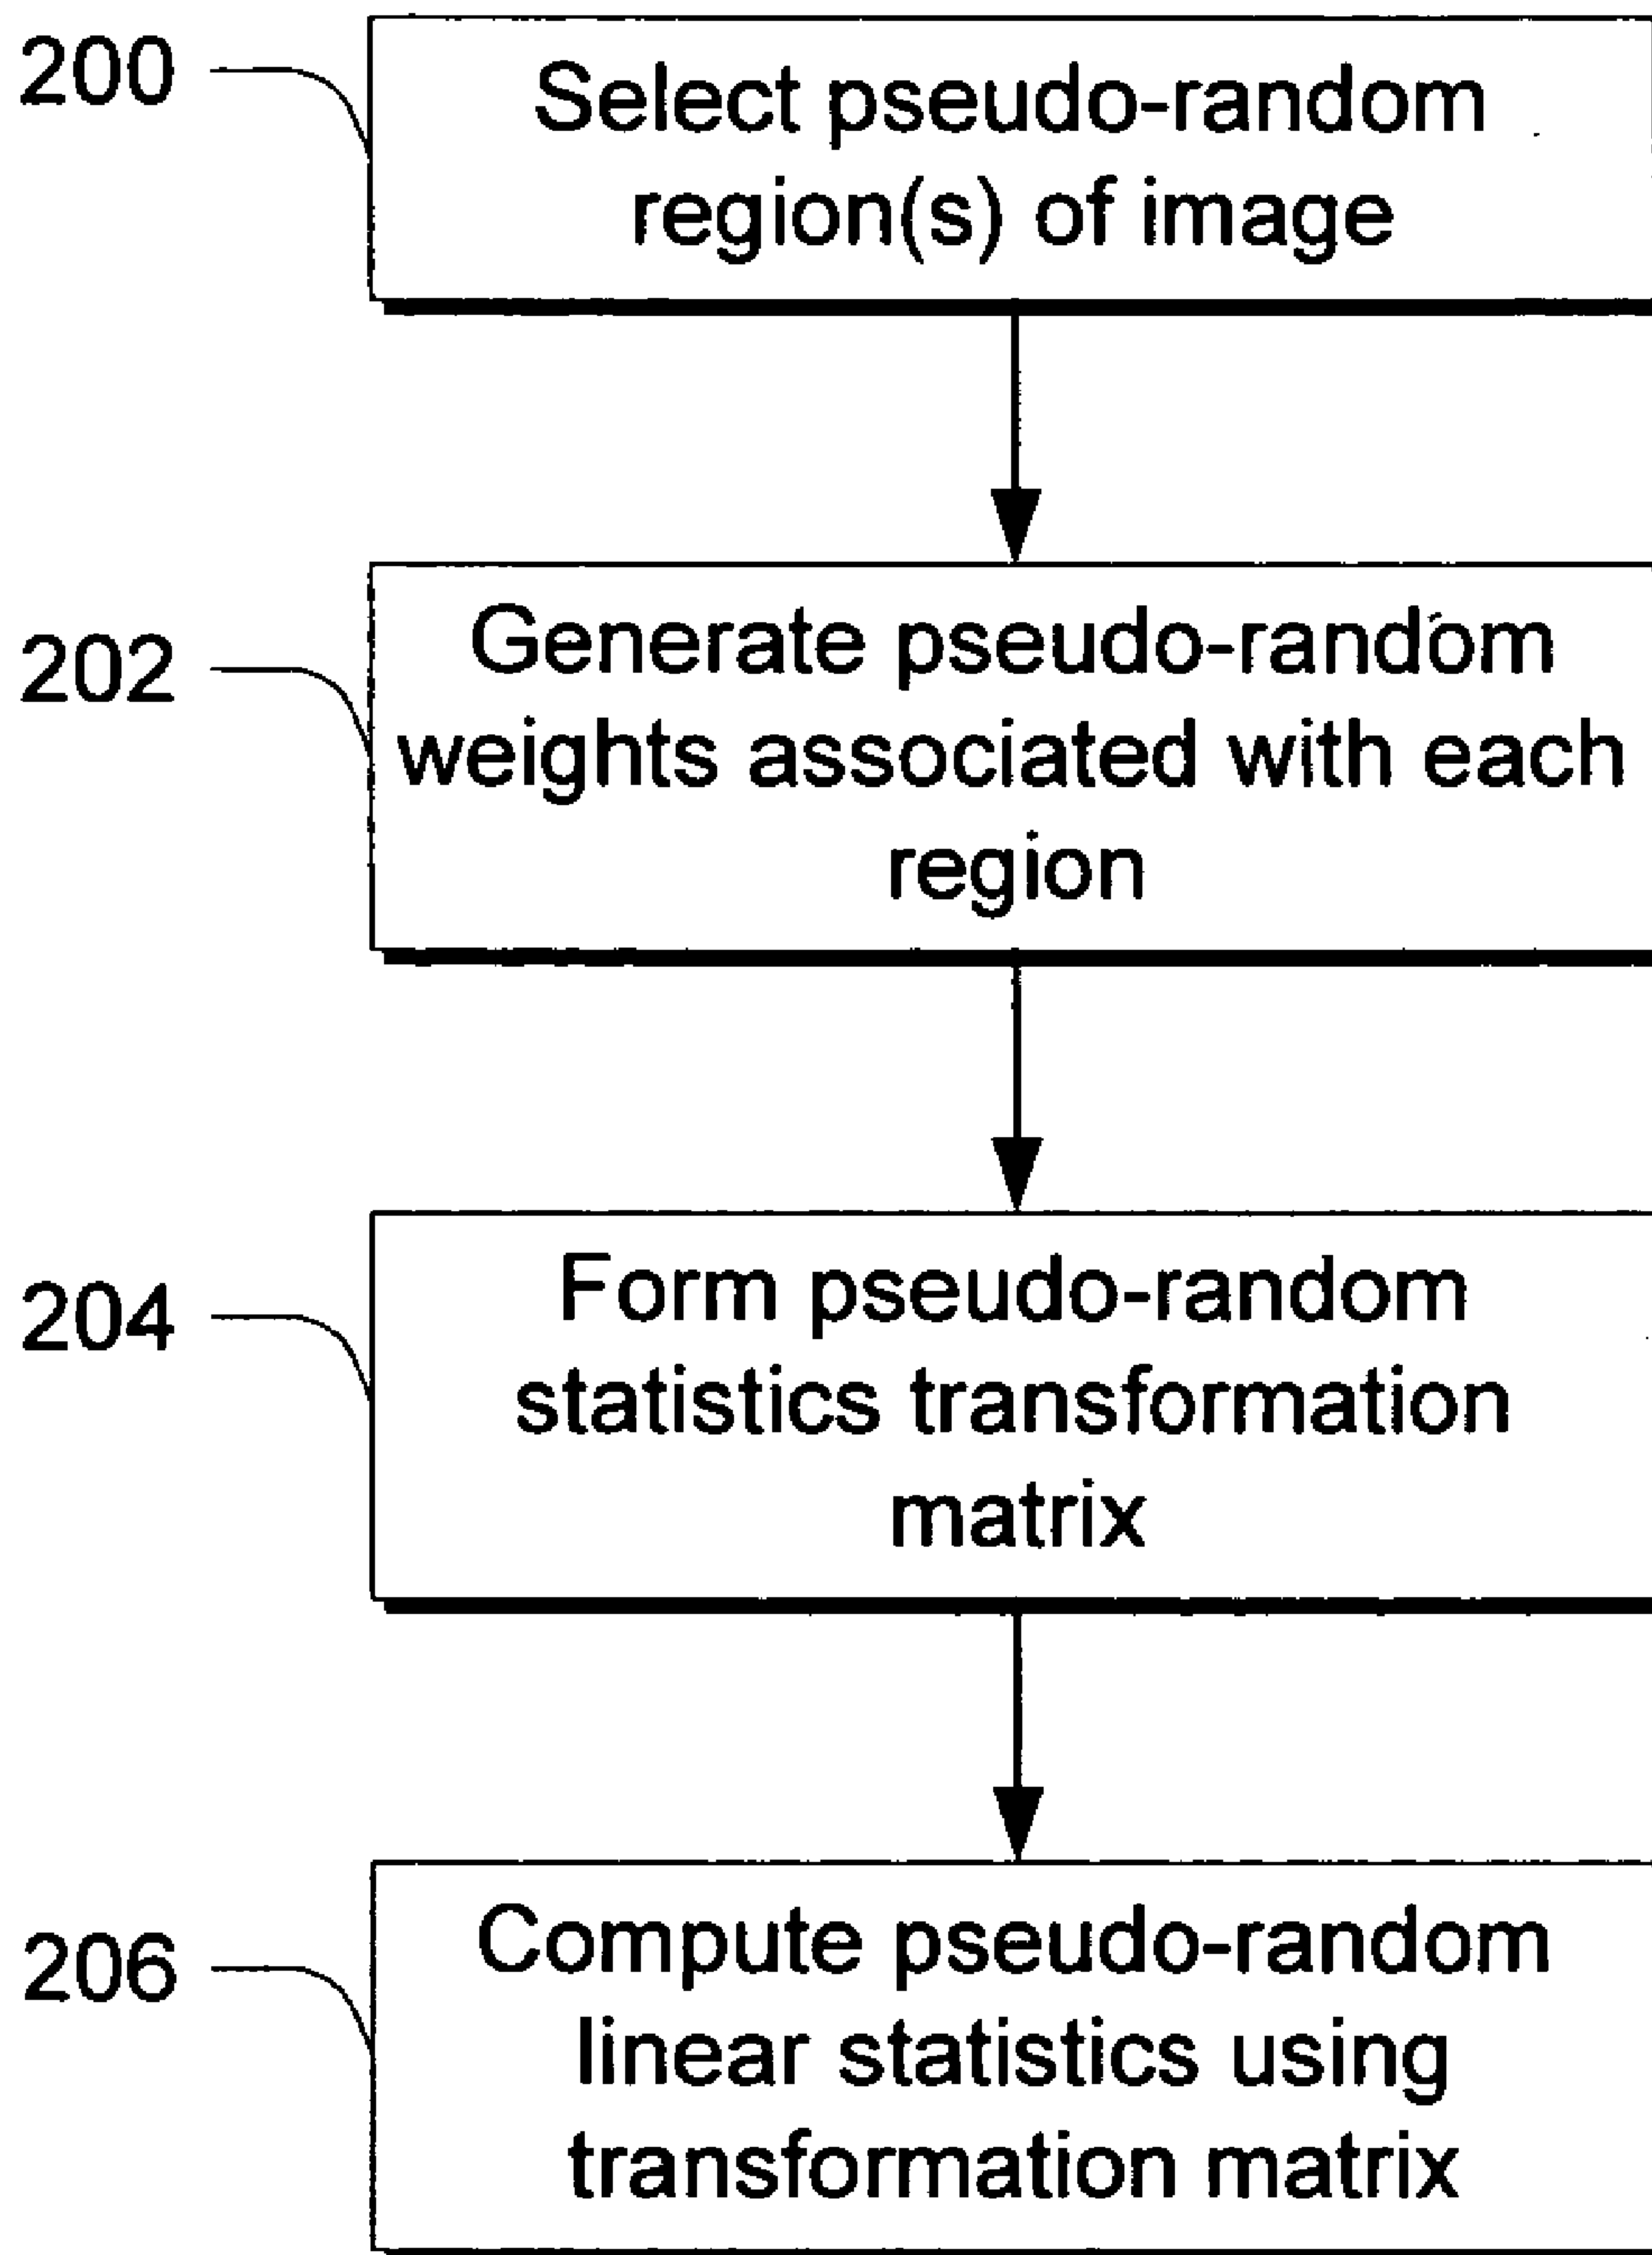 200
Select pseudo-random
region(s) of image
202
Generate pseudo-random
weights associated with each
region
204
Form pseudo-random
statistics transformation
matrix
206
Compute pseudo-random
linear statistics using
transformation matrix